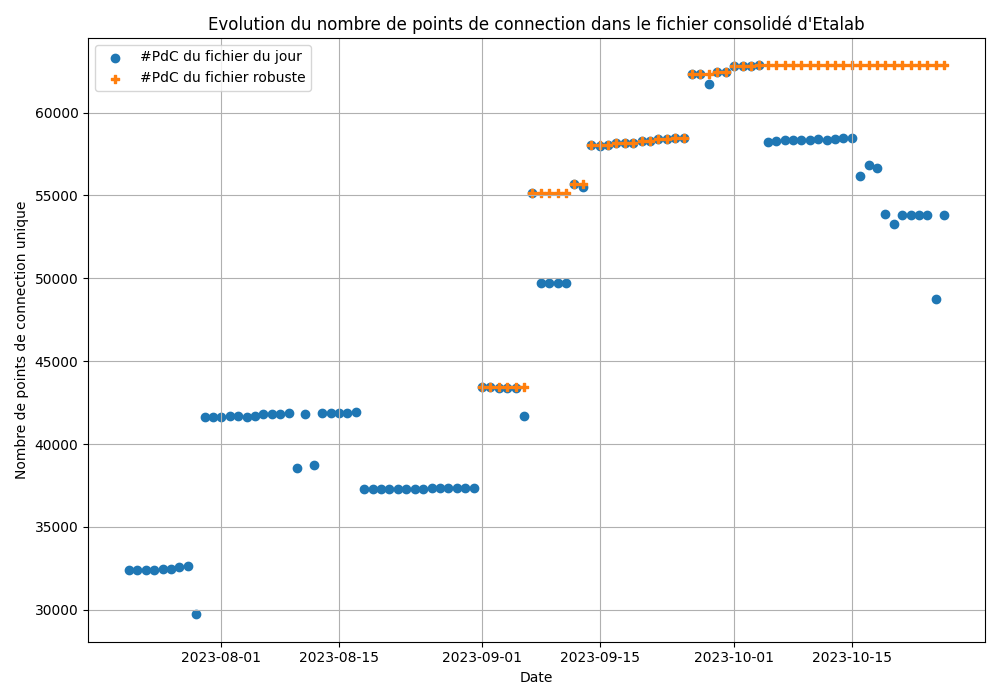 Evolution du nombre de points de connection dans le fichier consolidé d'Etalab
#PdC du fichier du jour
#PdC du fichier robuste
Nombre de points de connection unique
60000
55000
50000
45000
40000
35000
30000
2023-08-01
2023-08-15
2023-09-01
2023-09-15
2023-10-01
2023-10-15
Date